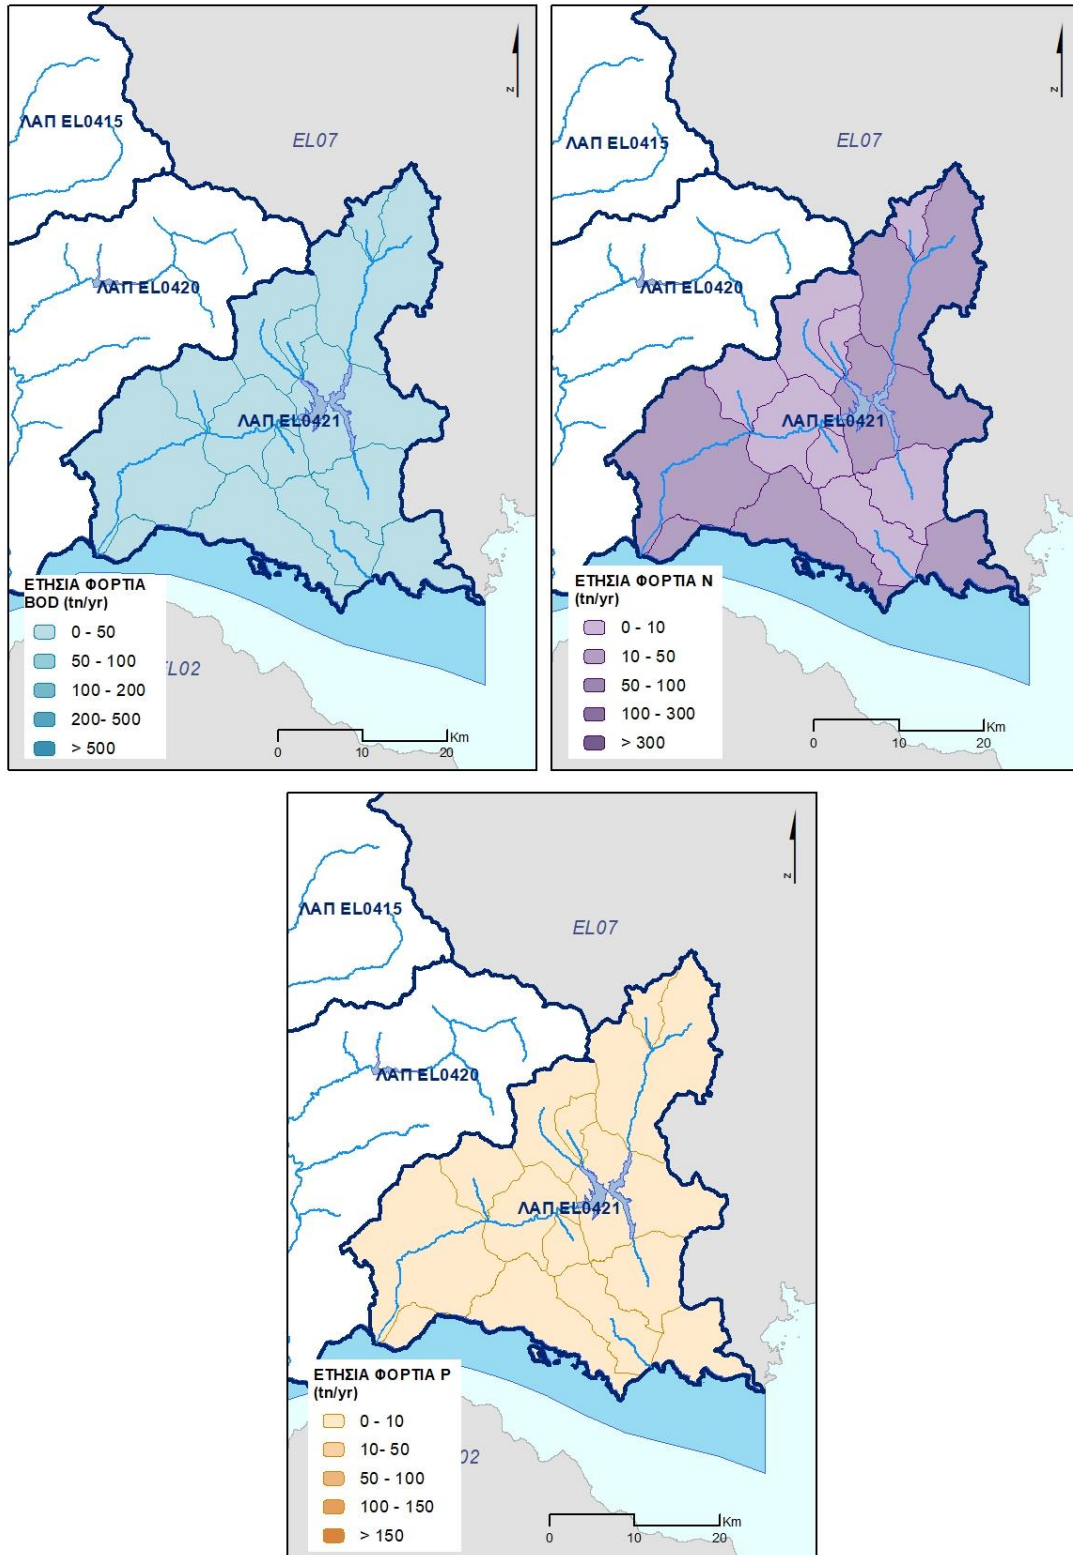 z
ΛΑΠ EL0415
EL07
ΛΑΠ EL0420
ΛΑΠ EL0421
ΕΤΗΣΙΑ ΦΟΡΤΙΑ
BOD (tn/yr)
0 - 50
50 - 100
EL02
100 - 200
200- 500
> 500
Km
0 10 20
z
ΛΑΠ EL0415
EL07
ΛΑΠ EL0420
ΛΑΠ EL0421
ΕΤΗΣΙΑ ΦΟΡΤΙΑ N
(tn/yr)
0 - 10
10 - 50
50 - 100
100 - 300
> 300
Km
0 10 20
z
ΛΑΠ EL0415
EL07
ΛΑΠ EL0420
ΛΑΠ EL0421
ΕΤΗΣΙΑ ΦΟΡΤΙΑ P
(tn/yr)
0 - 10
10- 50
50 - 100
02
100 - 150
> 150
Km
0 10 20